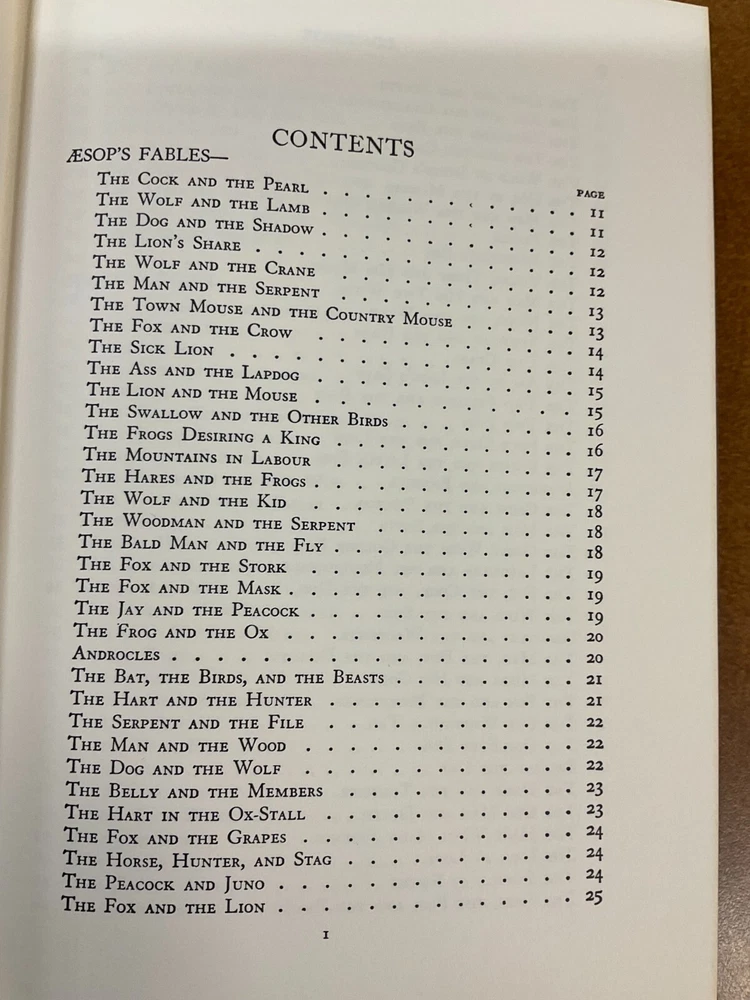 CONTENTS
ÆSOP'S FABLES—
PAGE
The Cock and the Pearl . . . . . . . . . . . . 11
The Wolf and the Lamb . . . . . . . . . . . . 11
The Dog and the Shadow . . . . . . . . . . . . 12
The Lion's Share . . . . . . . . . . . . . . . 12
The Wolf and the Crane . . . . . . . . . . . 12
The Man and the Serpent . . . . . . . . . . . 13
The Town Mouse and the Country Mouse . . . . . 13
The Fox and the Crow . . . . . . . . . . . . 14
The Sick Lion . . . . . . . . . . . . . . . . 14
The Ass and the Lapdog . . . . . . . . . . . . 15
The Lion and the Mouse . . . . . . . . . . . . 15
The Swallow and the Other Birds . . . . . . . . 16
The Frogs Desiring a King . . . . . . . . . . . 16
The Mountains in Labour . . . . . . . . . . . 17
The Hares and the Frogs . . . . . . . . . . . . 17
The Wolf and the Kid . . . . . . . . . . . . 18
The Woodman and the Serpent . . . . . . . . . 18
The Bald Man and the Fly . . . . . . . . . . . 18
The Fox and the Stork . . . . . . . . . . . . 19
The Fox and the Mask . . . . . . . . . . . . . 19
The Jay and the Peacock . . . . . . . . . . . . 19
The Frog and the Ox . . . . . . . . . . . . . 20
Androcles . . . . . . . . . . . . . . . . . . 20
The Bat, the Birds, and the Beasts . . . . . . . . 21
The Hart and the Hunter . . . . . . . . . . . 21
The Serpent and the File . . . . . . . . . . . 22
The Man and the Wood . . . . . . . . . . . . 22
The Dog and the Wolf . . . . . . . . . . . . 22
The Belly and the Members . . . . . . . . . . 23
The Hart in the Ox-Stall . . . . . . . . . . . 23
The Fox and the Grapes . . . . . . . . . . . . 24
The Horse, Hunter, and Stag . . . . . . . . . . 24
The Peacock and Juno . . . . . . . . . . . . . 24
The Fox and the Lion . . . . . . . . . . . . . 25
1